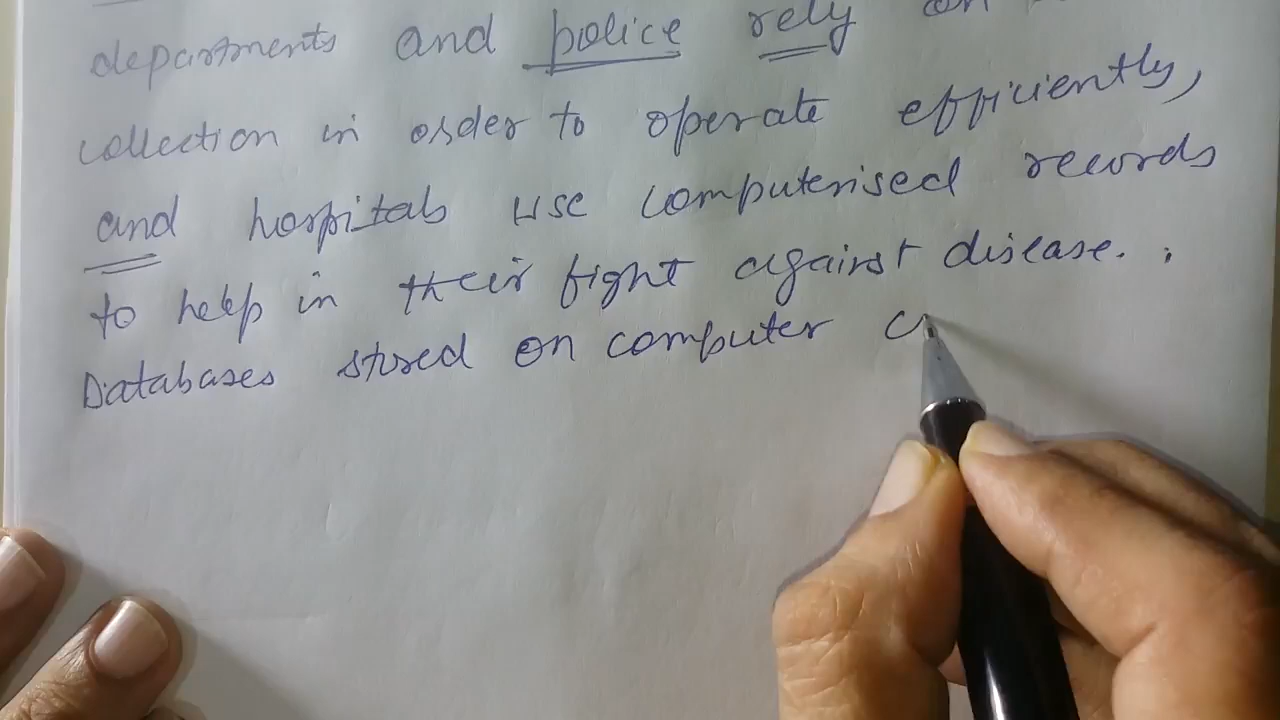 departments and police rely on
collection in order to operate efficiently,
and hospitals use computerised records
to help in their fight against disease.
Databases stored on computer